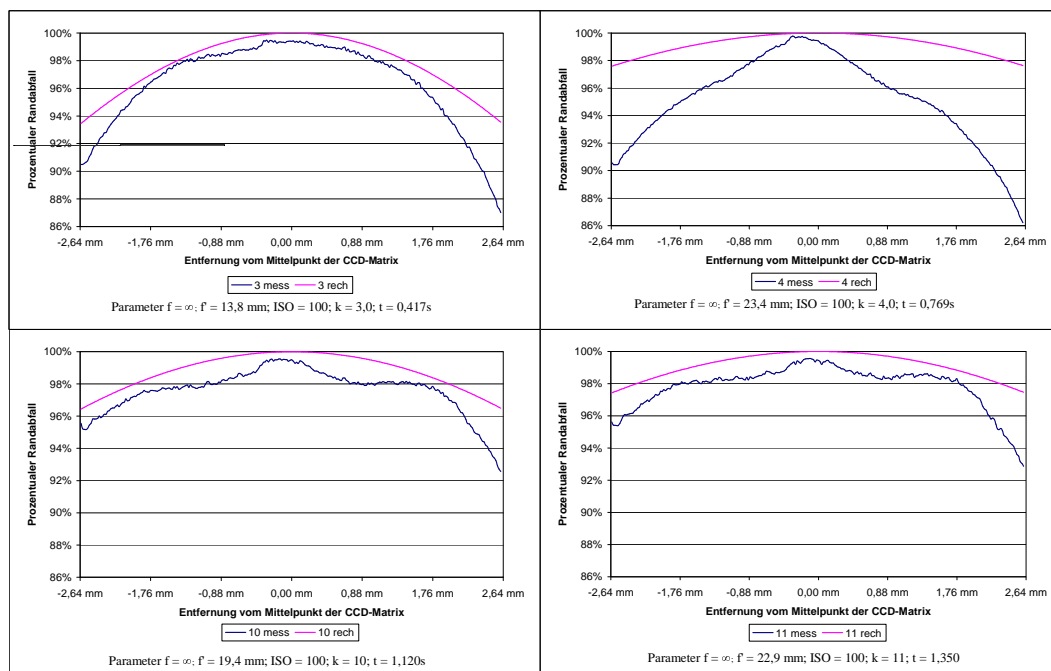 100%
98%
96%
94%
92%
90%
88%
86%
Prozentualer Randabfall
-2,64 mm -1,76 mm -0,88 mm 0,00 mm 0,88 mm 1,76 mm 2,64 mm
Entfernung vom Mittelpunkt der CCD-Matrix
3 mess 3 rech
Parameter f = ∞; f' = 13,8 mm; ISO = 100; k = 3,0; t = 0,417s
100%
98%
96%
94%
92%
90%
88%
86%
Prozentualer Randabfall
-2,64 mm -1,76 mm -0,88 mm 0,00 mm 0,88 mm 1,76 mm 2,64 mm
Entfernung vom Mittelpunkt der CCD-Matrix
4 mess 4 rech
Parameter f = ∞; f' = 23,4 mm; ISO = 100; k = 4,0; t = 0,769s
100%
98%
96%
94%
92%
90%
88%
86%
Prozentualer Randabfall
-2,64 mm -1,76 mm -0,88 mm 0,00 mm 0,88 mm 1,76 mm 2,64 mm
Entfernung vom Mittelpunkt der CCD-Matrix
10 mess 10 rech
Parameter f = ∞; f' = 19,4 mm; ISO = 100; k = 10; t = 1,120s
100%
98%
96%
94%
92%
90%
88%
86%
Prozentualer Randabfall
-2,64 mm -1,76 mm -0,88 mm 0,00 mm 0,88 mm 1,76 mm 2,64 mm
Entfernung vom Mittelpunkt der CCD-Matrix
11 mess 11 rech
Parameter f = ∞; f' = 22,9 mm; ISO = 100; k = 11; t = 1,350